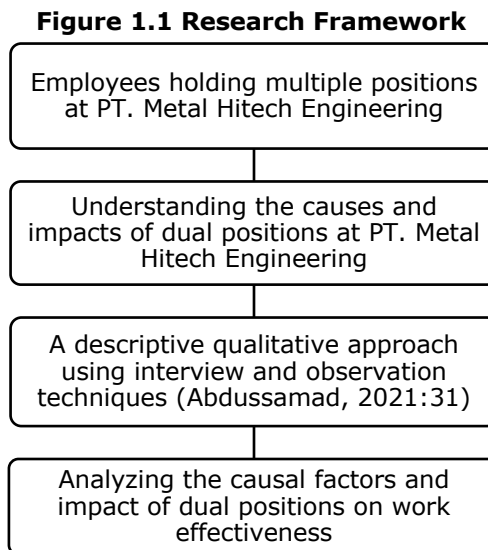 Figure 1.1 Research Framework
Employees holding multiple positions
at PT. Metal Hitech Engineering
Understanding the causes and
impacts of dual positions at PT. Metal
Hitech Engineering
A descriptive qualitative approach
using interview and observation
techniques (Abdussamad, 2021:31)
Analyzing the causal factors and
impact of dual positions on work
effectiveness